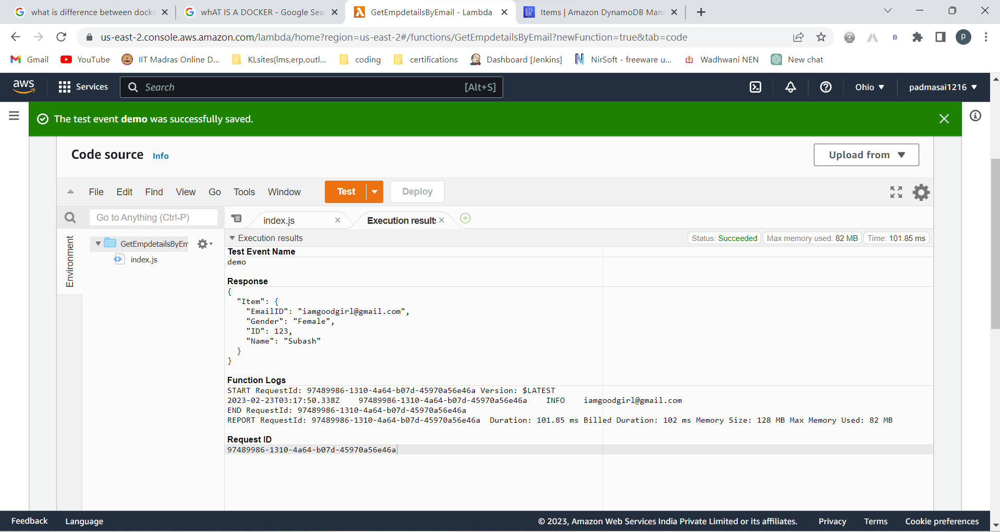 what is difference between docke
whAT IS A DOCKER - Google Sea
GetEmpdetailsByEmail - Lambda
Items | Amazon DynamoDB Man
us-east-2.console.aws.amazon.com/lambda/home?region=us-east-2#/functions/GetEmpdetailsByEmail?newFunction=true&tab=code
B
p
Gmail
YouTube
IIT Madras Online D...
KLsites(lms,erp,outl...
coding
certifications
Dashboard [Jenkins]
NirSoft - freeware u...
Wadhwani NEN
New chat
aws
Services
Search
[Alt+S]
Ohio
padmasai1216
The test event demo was successfully saved.
Code source
Info
Upload from
File
Edit
Find
View
Go
Tools
Window
Test
Deploy
Go to Anything (Ctrl-P)
index.js
Execution results
Environment
GetEmpdetailsByEm
index.js
Execution results
Status: Succeeded
Max memory used: 82 MB
Time: 101.85 ms
Test Event Name
demo
Response
{
"Item": {
"EmailID": "iamgoodgirl@gmail.com",
"Gender": "Female",
"ID": 123,
"Name": "Subash"
}
}
Function Logs
START RequestId: 97489986-1310-4a64-b07d-45970a56e46a Version: $LATEST
2023-02-23T03:17:50.338Z 97489986-1310-4a64-b07d-45970a56e46a INFO iamgoodgirl@gmail.com
END RequestId: 97489986-1310-4a64-b07d-45970a56e46a
REPORT RequestId: 97489986-1310-4a64-b07d-45970a56e46a Duration: 101.85 ms Billed Duration: 102 ms Memory Size: 128 MB Max Memory Used: 82 MB
Request ID
97489986-1310-4a64-b07d-45970a56e46a
Feedback
Language
© 2023, Amazon Web Services India Private Limited or its affiliates.
Privacy
Terms
Cookie preferences